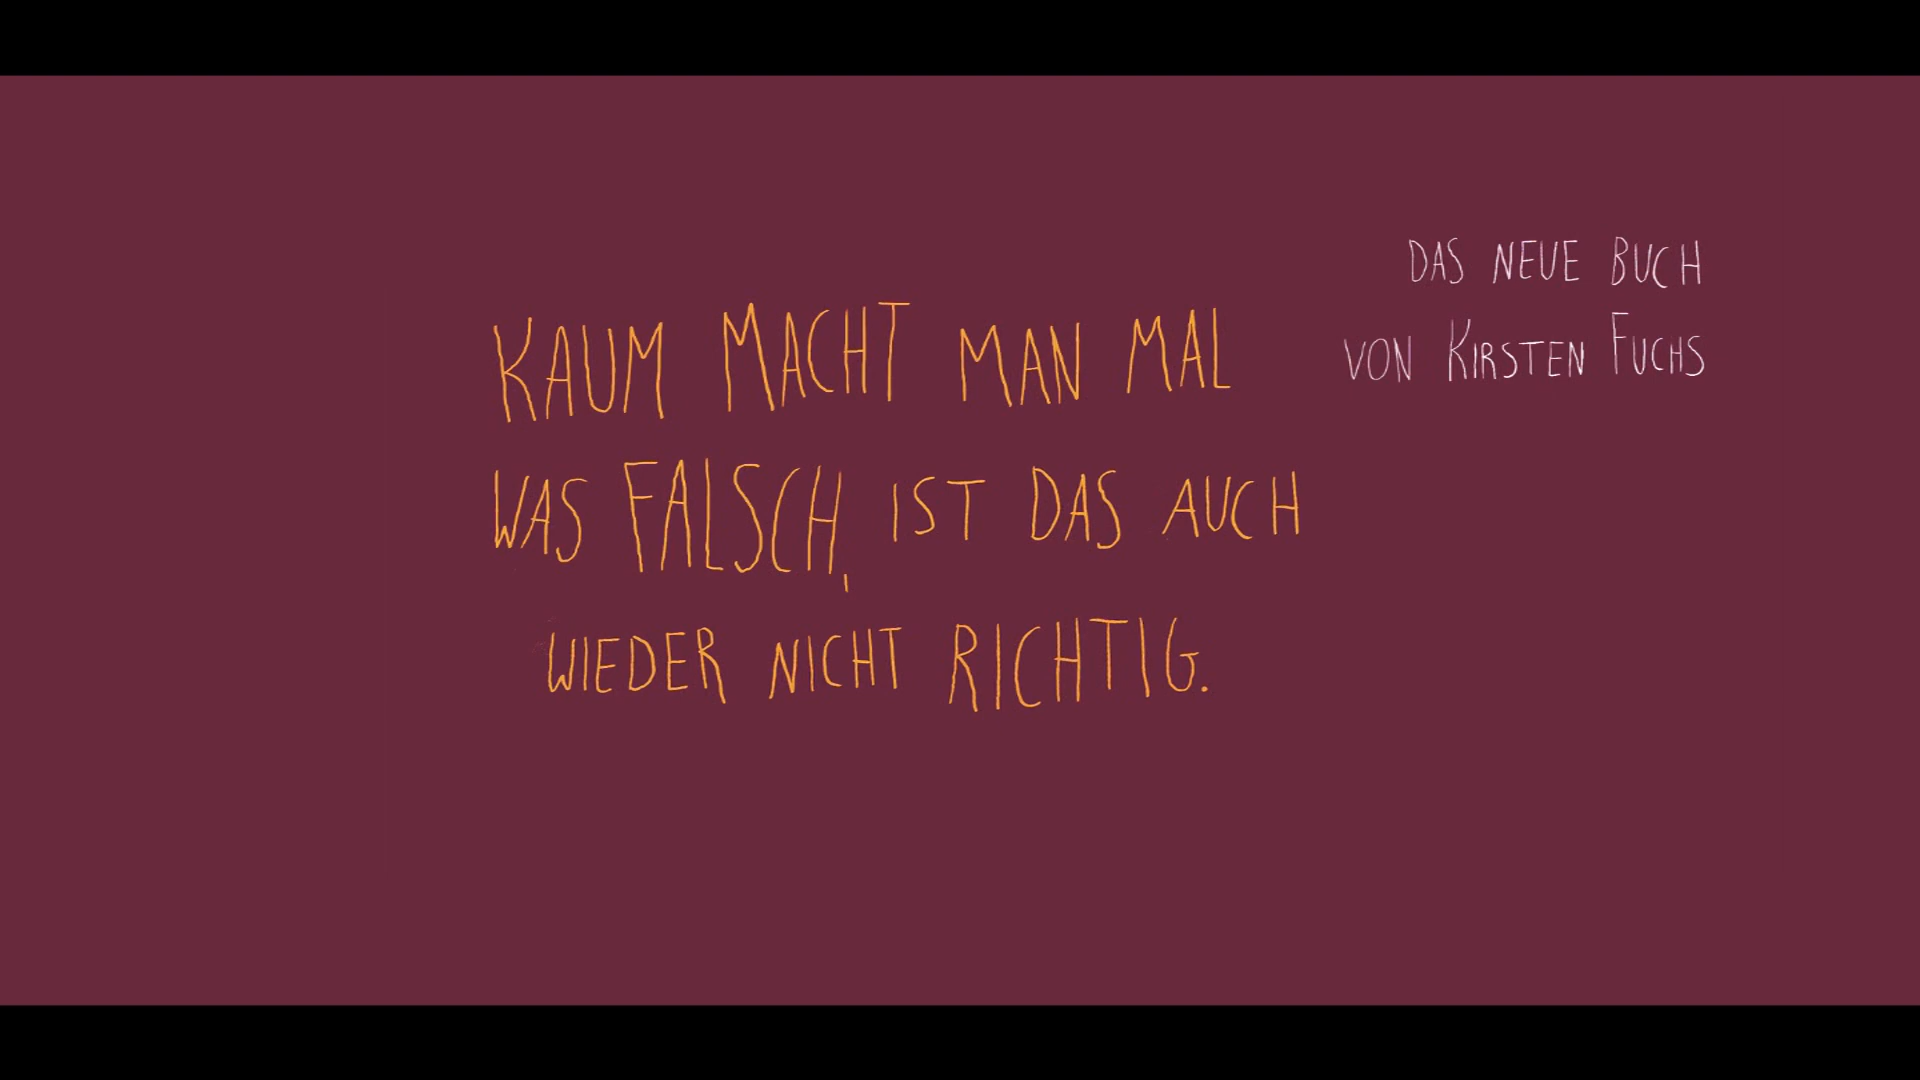 KAUM MACHT MAN MAL
WAS FALSCH, IST DAS AUCH
WIEDER NICHT RICHTIG.
DAS NEUE BUCH
VON KIRSTEN FUCHS